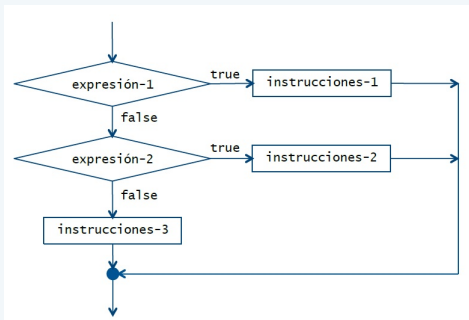 expresión-1
true
instrucciones-1
false
expresión-2
true
instrucciones-2
false
instrucciones-3